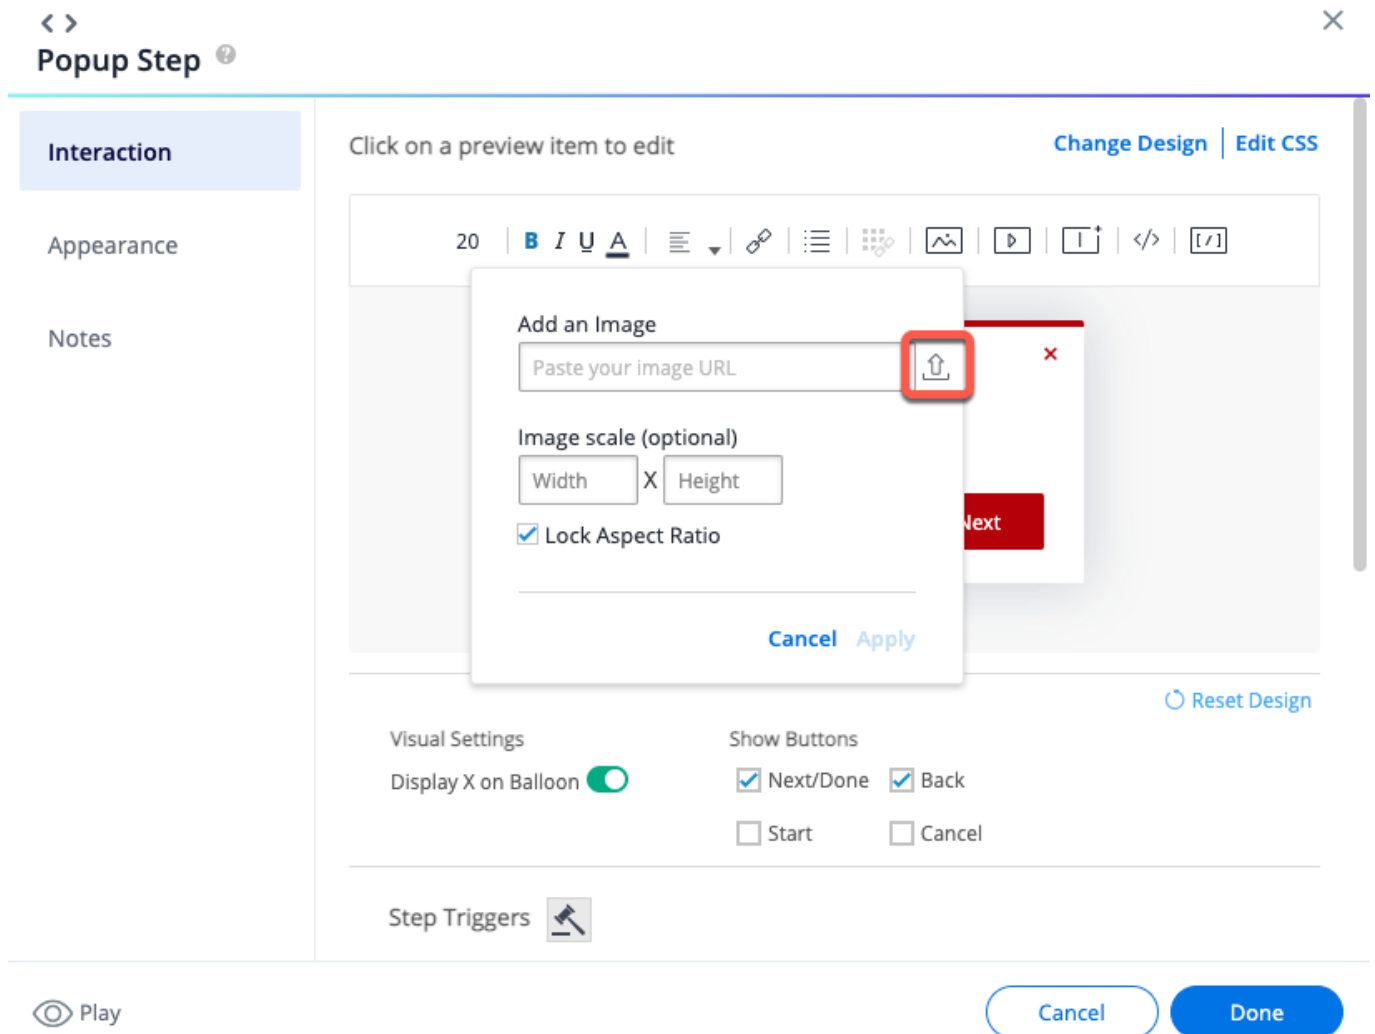 Popup Step
Interaction
Appearance
Notes
Click on a preview item to edit
Change Design
Edit CSS
20 B I U A
Add an Image
Paste your image URL
Image scale (optional)
Width X Height
Lock Aspect Ratio
Cancel Apply
Next
Reset Design
Visual Settings
Display X on Balloon
Show Buttons
Next/Done
Back
Start
Cancel
Step Triggers
Play
Cancel
Done